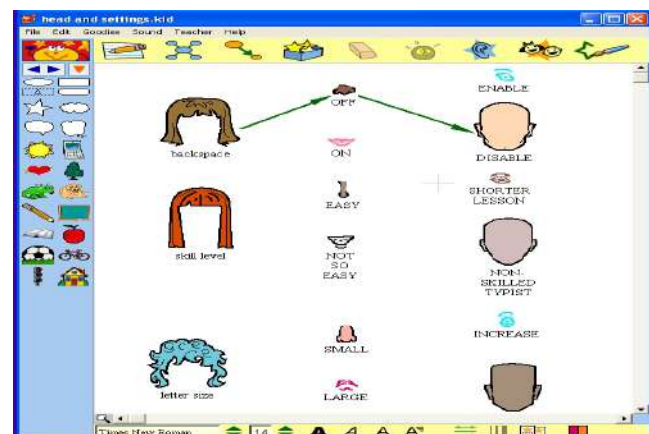 head and settings.kid
File Edit Goodies Sound Teacher Help
ENABLE
OFF
backspace
ON
DISABLE
EASY
SHORTER
LESSON
skill level
NOT
SO
EASY
NON-
SKILLED
TYPIST
INCREASE
SMALL
letter size
LARGE
Times New Roman 14 A A A A